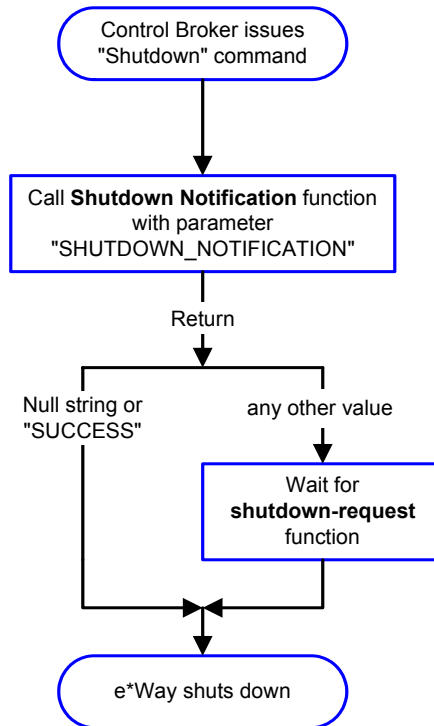 Control Broker issues
"Shutdown" command
Call Shutdown Notification function
with parameter
"SHUTDOWN_NOTIFICATION"
Return
Null string or
"SUCCESS"
any other value
Wait for
shutdown-request
function
e*Way shuts down